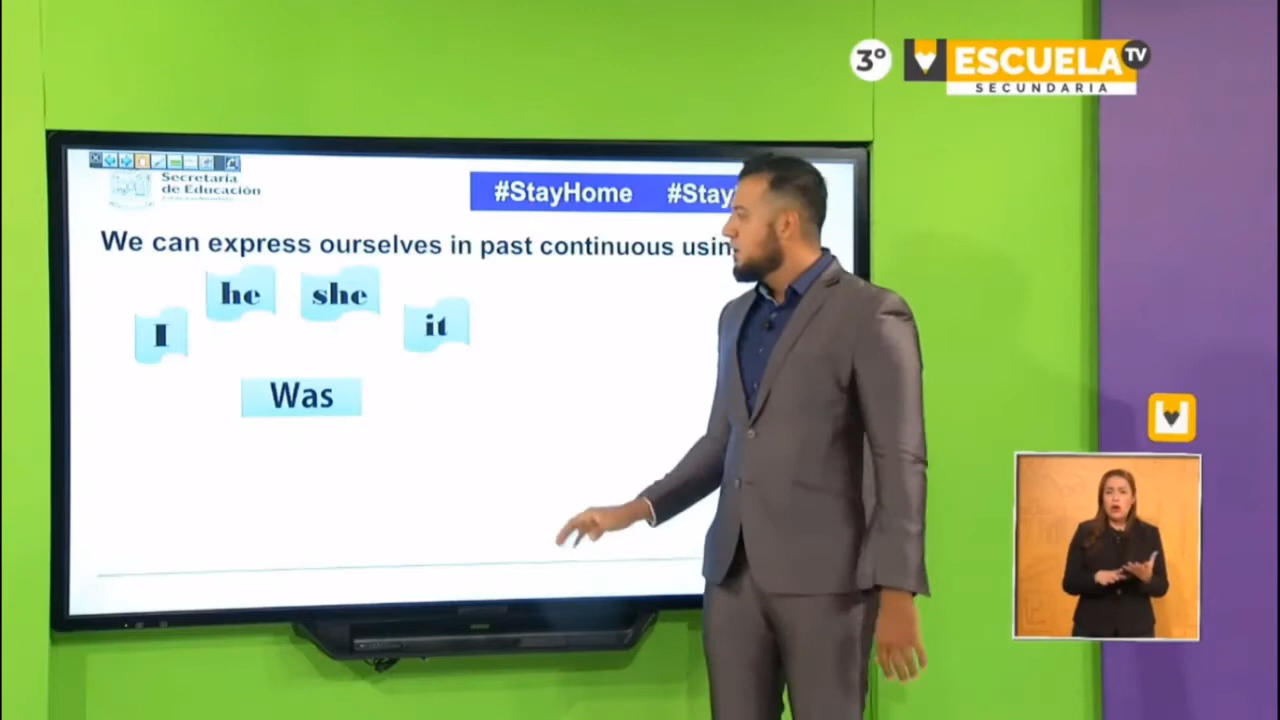 3º
ESCUELA TV
SECUNDARIA
Secretaría
de Educación
#StayHome #Stay
We can express ourselves in past continuous usin
he she
I it
Was